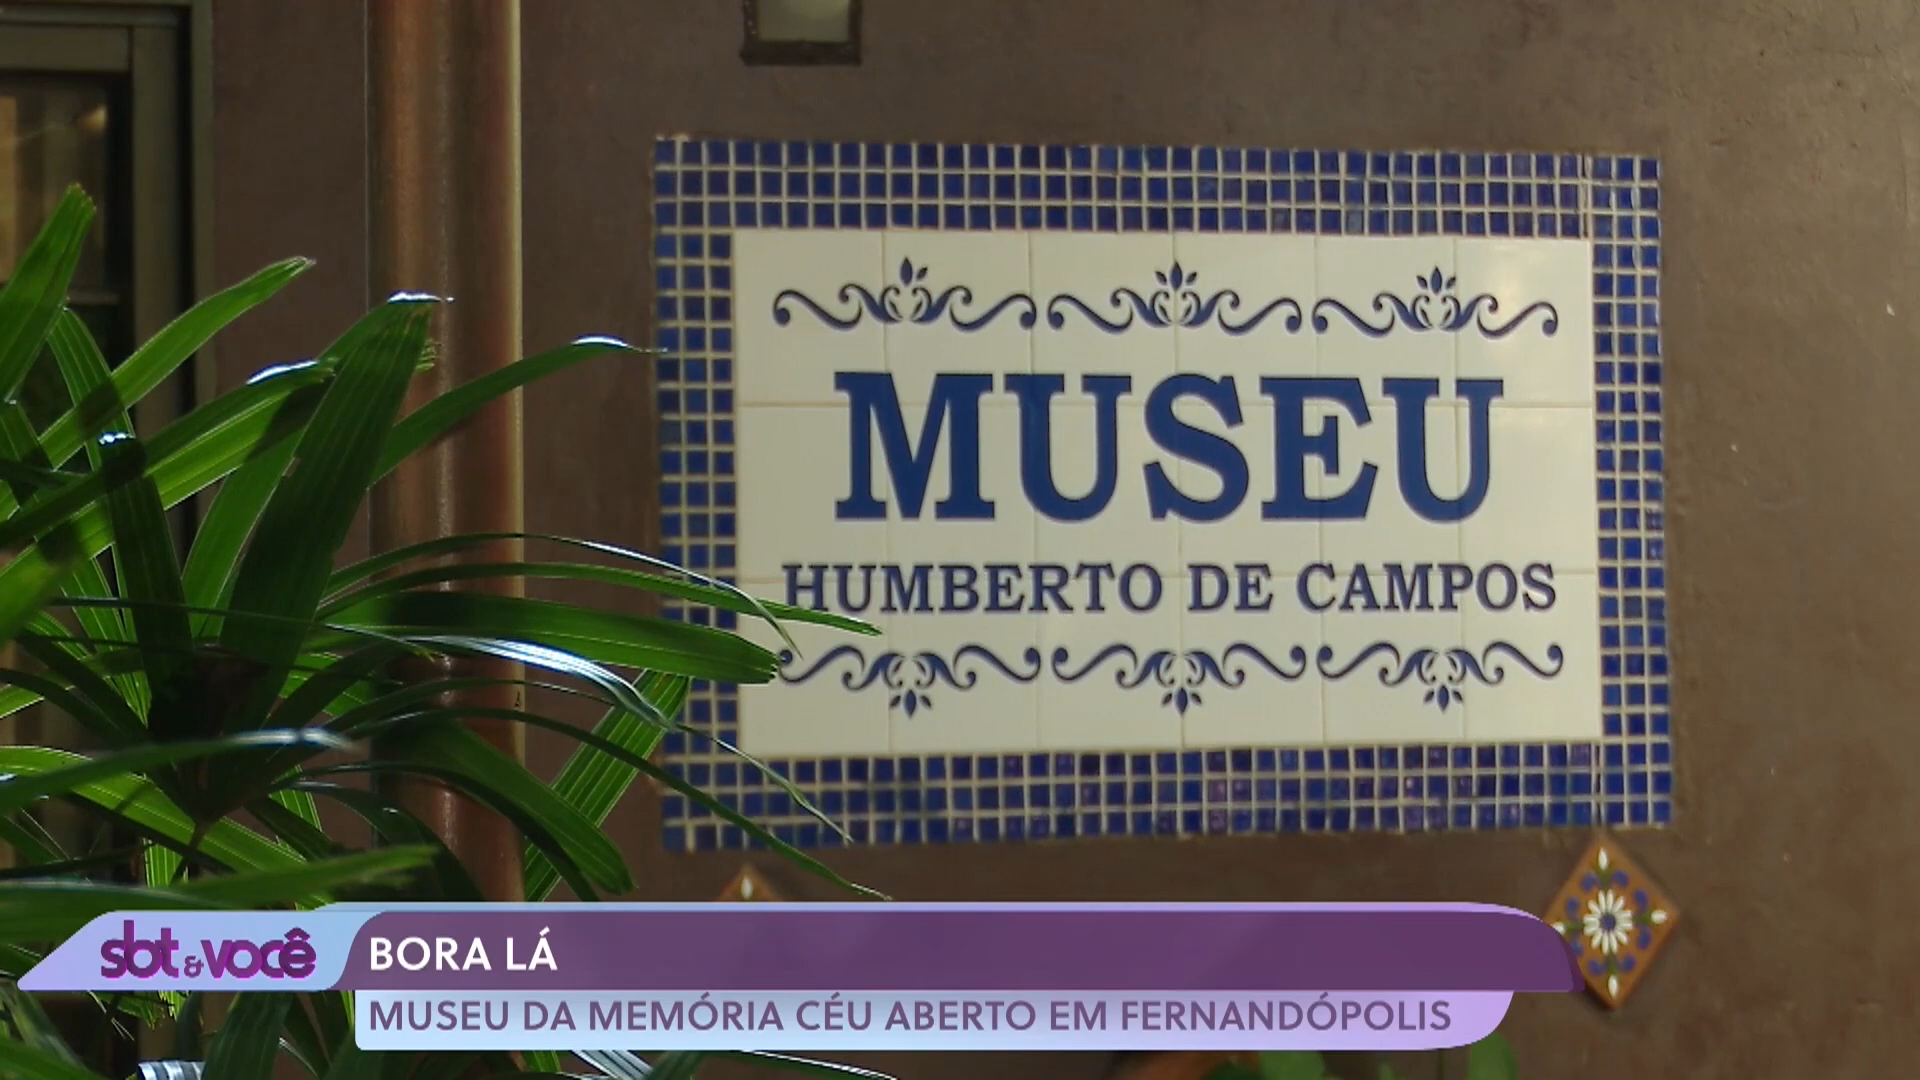 MUSEU
HUMBERTO DE CAMPOS
sbt&você
BORA LÁ
MUSEU DA MEMÓRIA CÉU ABERTO EM FERNANDÓPOLIS